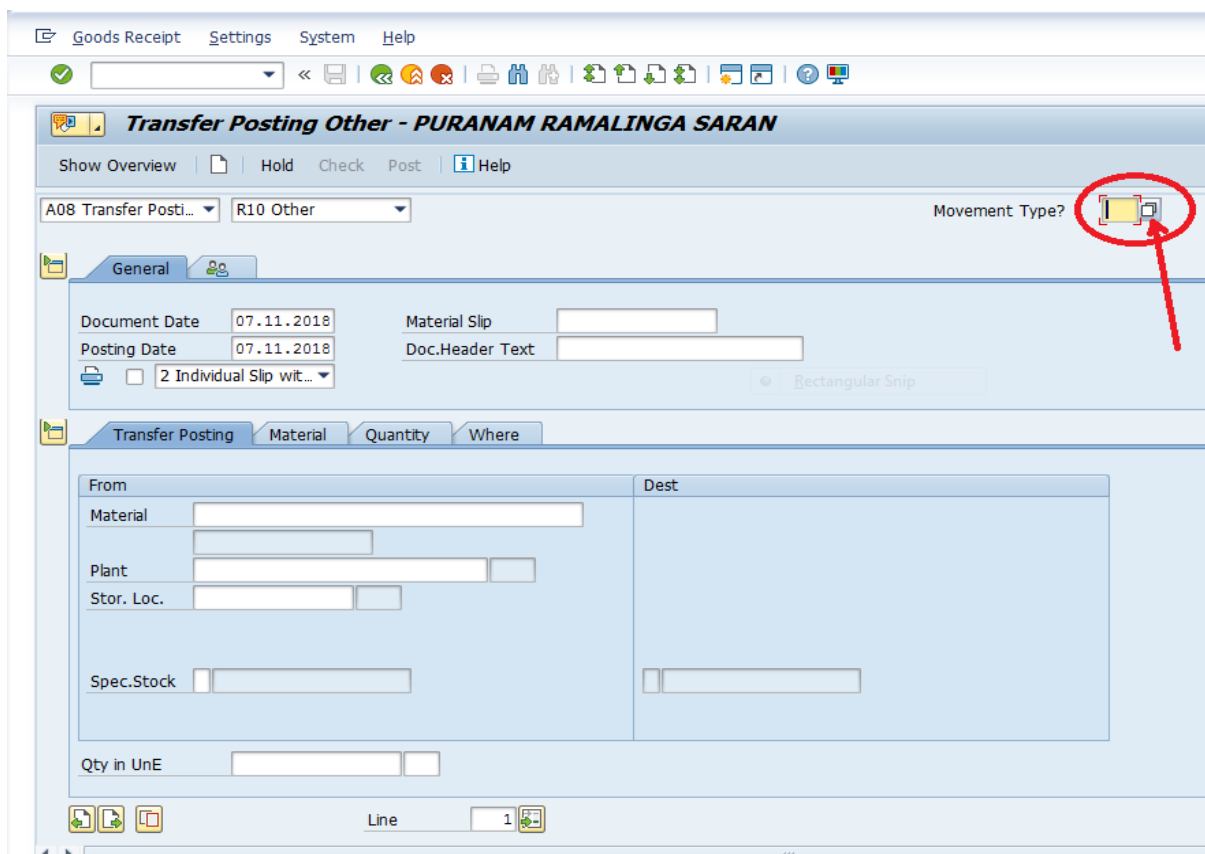 Goods Receipt Settings System Help
Transfer Posting Other - PURANAM RAMALINGA SARAN
Show Overview Hold Check Post Help
A08 Transfer Posti... R10 Other Movement Type?
General
Document Date 07.11.2018 Material Slip
Posting Date 07.11.2018 Doc.Header Text
2 Individual Slip wit...
Rectangular Snip
Transfer Posting Material Quantity Where
From Dest
Material
Plant
Stor. Loc.
Spec.Stock
Qty in UnE
Line 1